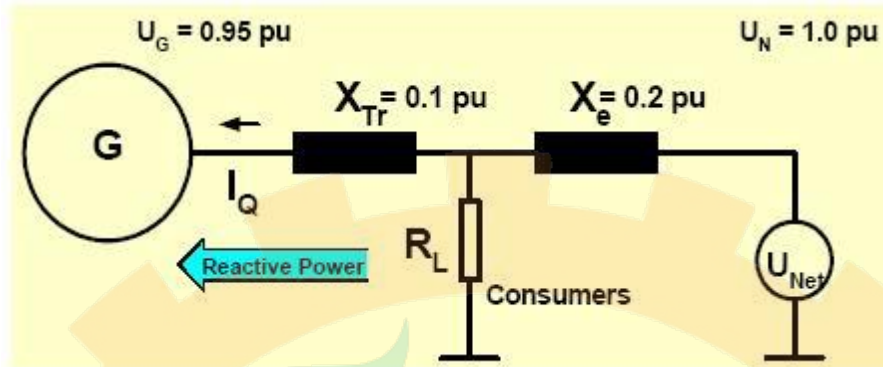 U_G = 0.95 pu
U_N = 1.0 pu
X_Tr = 0.1 pu
X_e = 0.2 pu
G
I_Q
R_L
Reactive Power
Consumers
U_Net